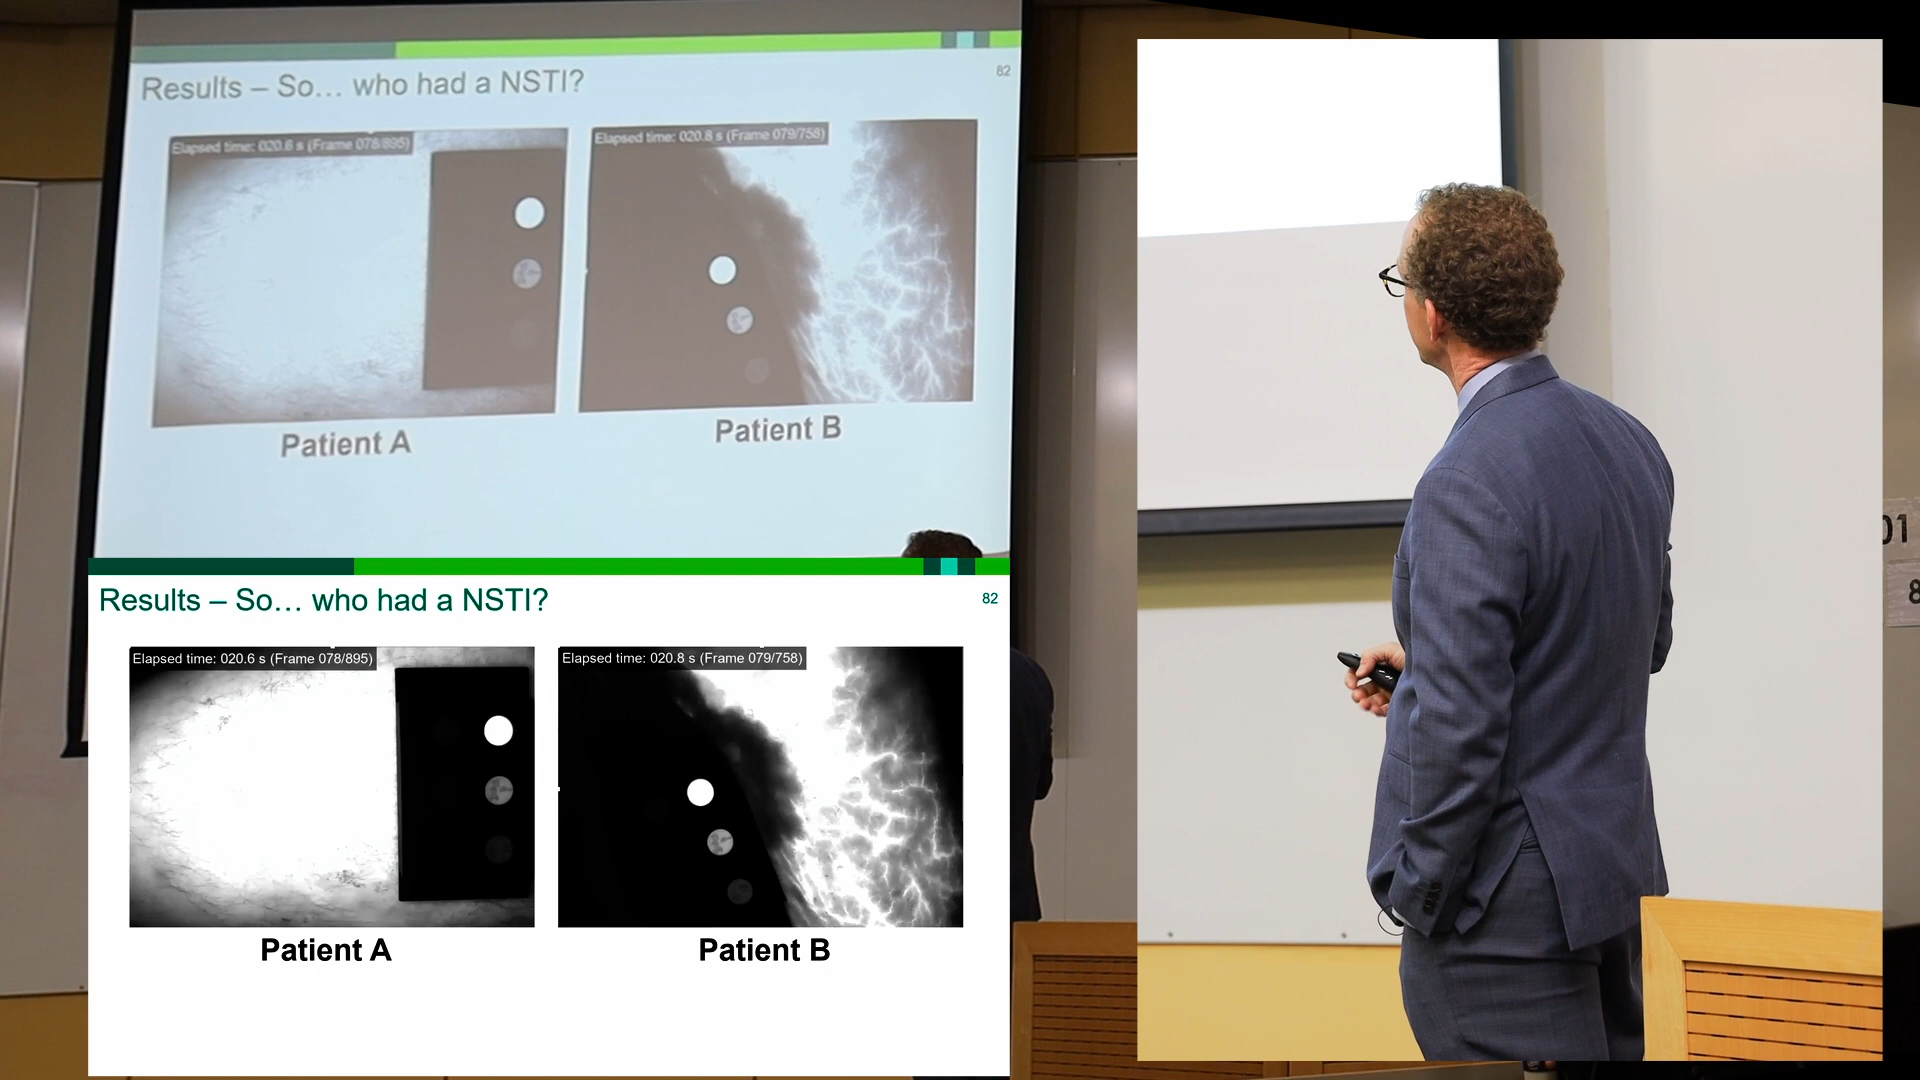 Results – So… who had a NSTI?
82
Elapsed time: 020.6 s (Frame 078/895)
Elapsed time: 020.8 s (Frame 079/758)
Patient A
Patient B
Results – So… who had a NSTI?
82
Elapsed time: 020.6 s (Frame 078/895)
Elapsed time: 020.8 s (Frame 079/758)
Patient A
Patient B
01
8